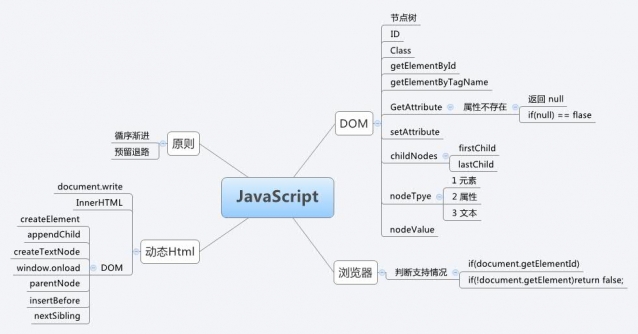 JavaScript
原则
循序渐进
预留退路
动态Html
document.write
InnerHTML
DOM
createElement
appendChild
createTextNode
window.onload
parentNode
insertBefore
nextSibling
DOM
节点树
ID
Class
getElementById
getElementByTagName
GetAttribute
属性不存在
返回 null
if(null) == flase
setAttribute
childNodes
firstChild
lastChild
nodeTpye
1 元素
2 属性
3 文本
nodeValue
浏览器
判断支持情况
if(document.getElementId)
if(!document.getElement)return false;